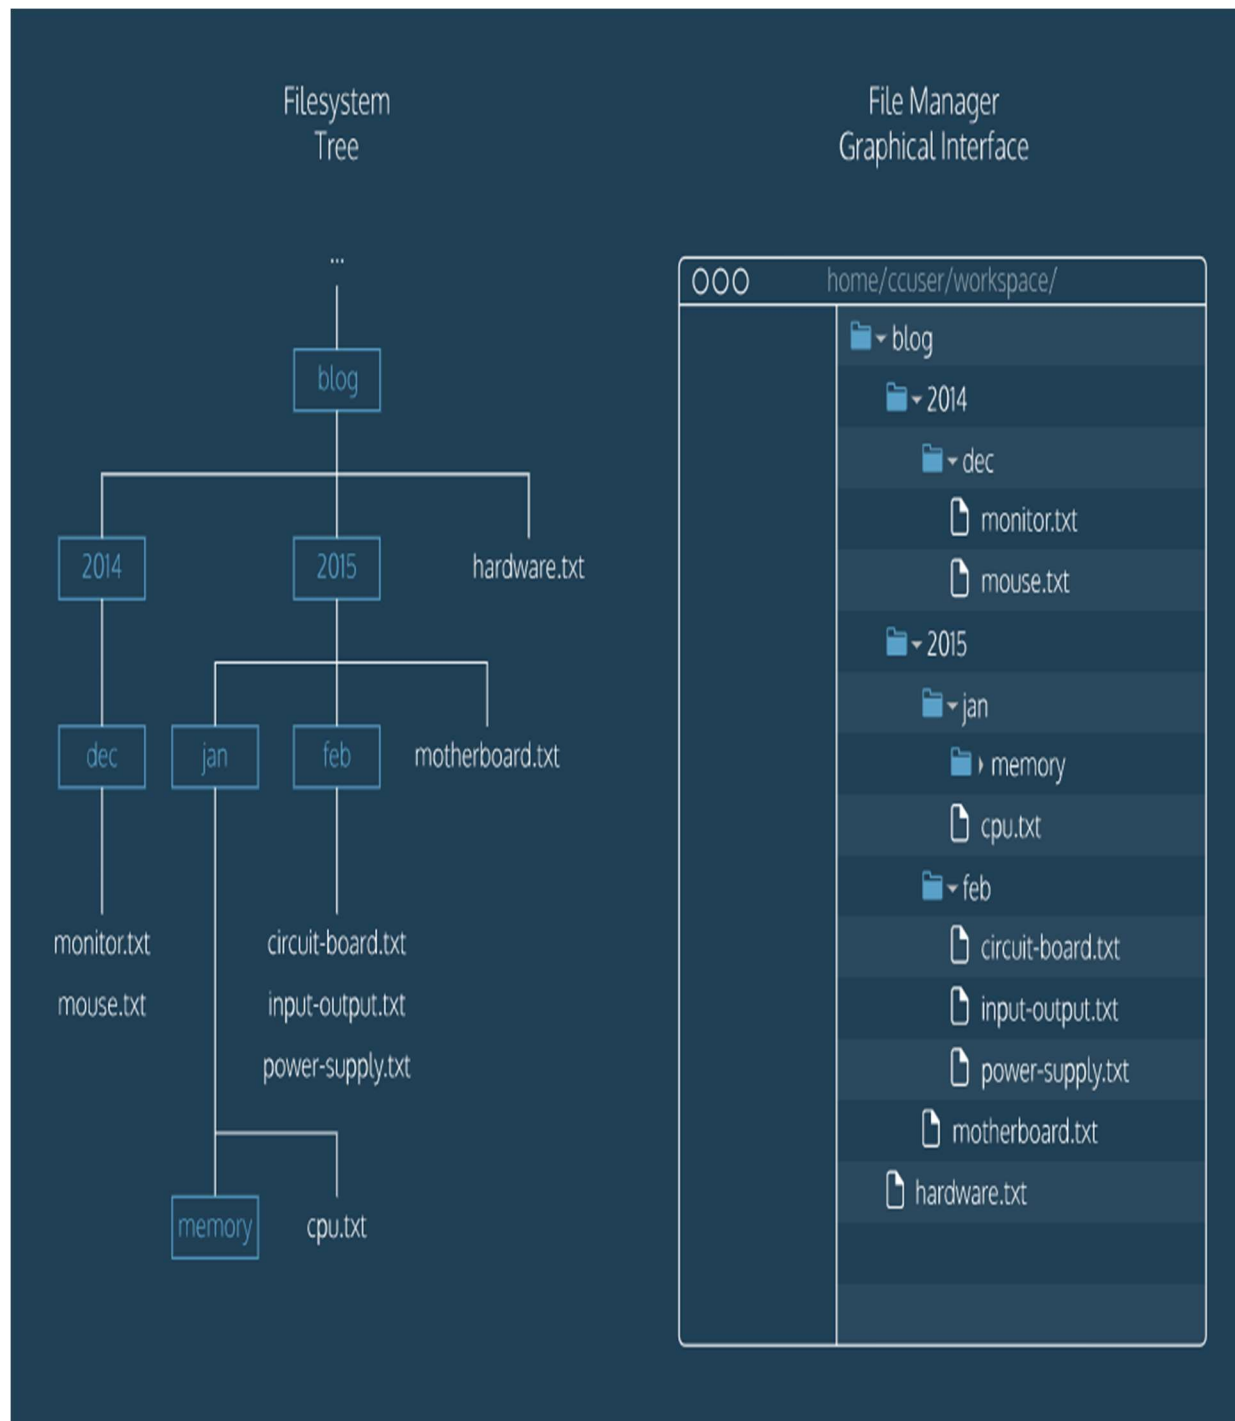 Filesystem
Tree
...
blog
2014
2015
hardware.txt
dec
jan
feb
motherboard.txt
monitor.txt
mouse.txt
circuit-board.txt
input-output.txt
power-supply.txt
memory
cpu.txt
File Manager
Graphical Interface
home/ccuser/workspace/
blog
2014
dec
monitor.txt
mouse.txt
2015
jan
memory
cpu.txt
feb
circuit-board.txt
input-output.txt
power-supply.txt
motherboard.txt
hardware.txt